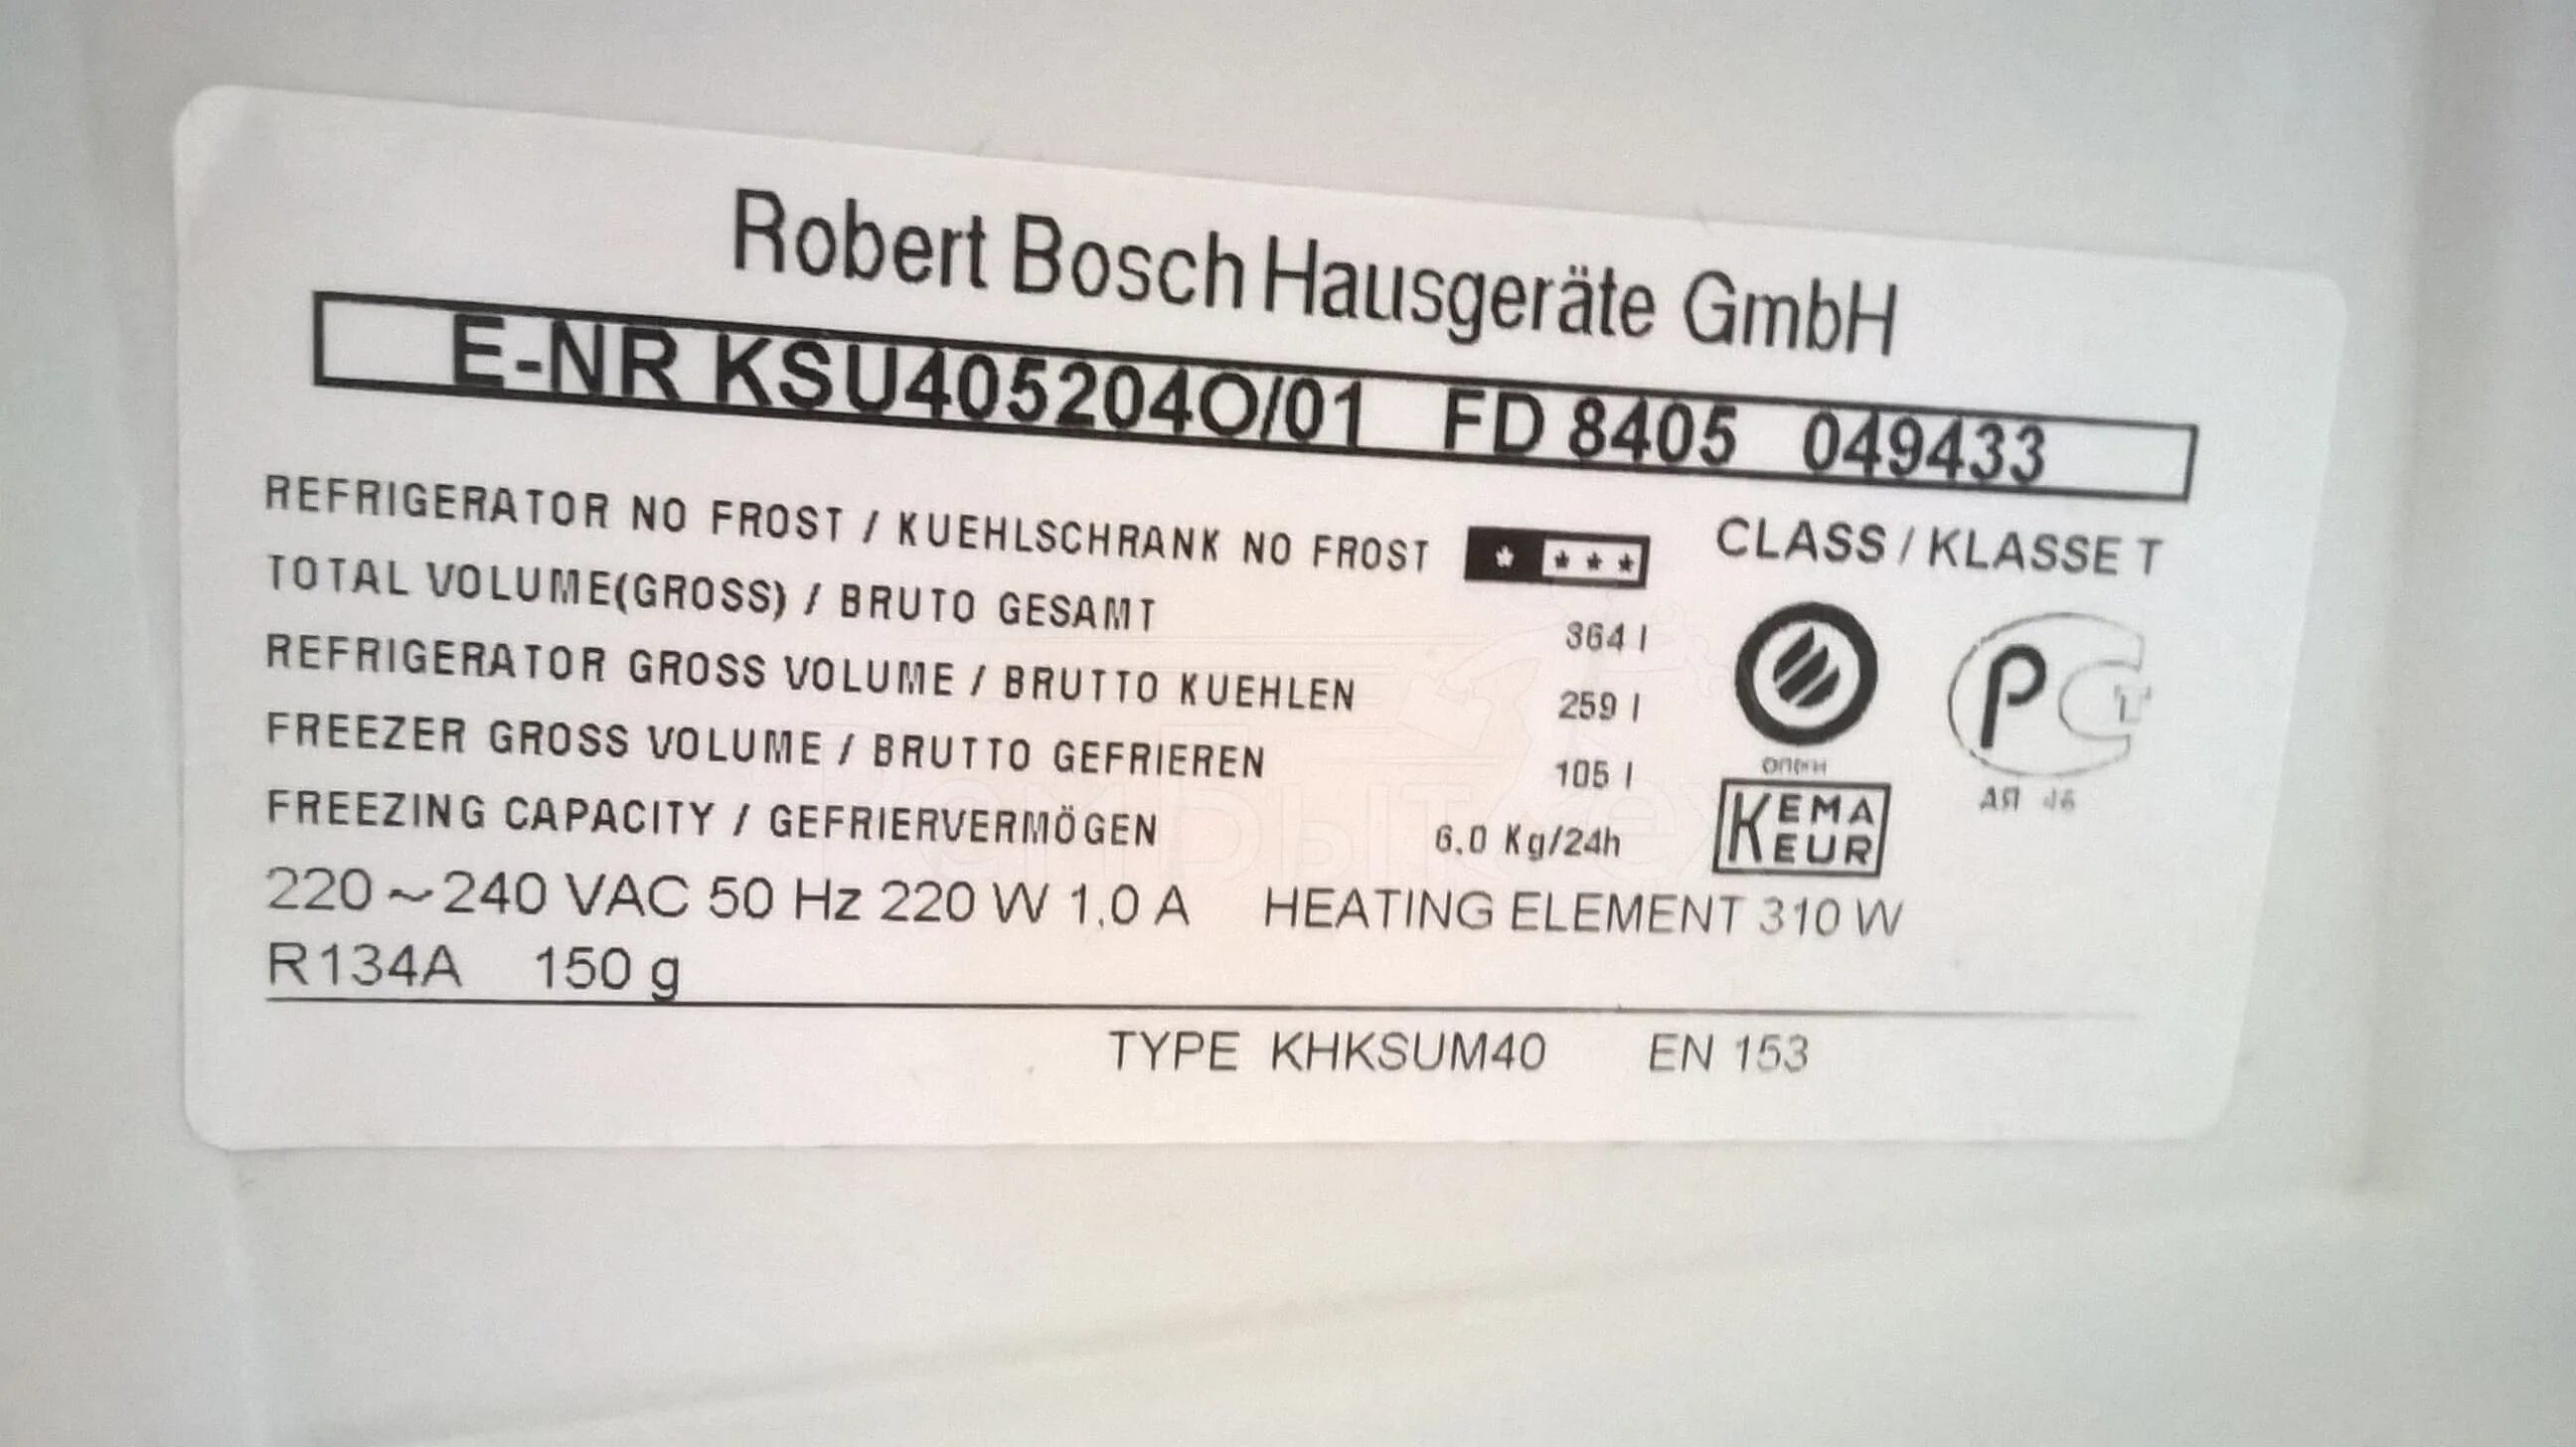 Robert Bosch Hausgeräte GmbH
E-NR KSU405204O/01 FD 8405 049433
REFRIGERATOR NO FROST / KUEHLSCHRANK NO FROST CLASS / KLASSE T
TOTAL VOLUME(GROSS) / BRUTO GESAMT 364 l
REFRIGERATOR GROSS VOLUME / BRUTTO KUEHLEN 259 l
FREEZER GROSS VOLUME / BRUTTO GEFRIEREN 105 l
FREEZING CAPACITY / GEFRIERVERMÖGEN 6.0 Kg/24h
PC
АЯ 46
KEMA
KEUR
220~240 VAC 50 Hz 220 W 1.0 A HEATING ELEMENT 310 W
R134A 150 g
TYPE KHKSUM40 EN 153